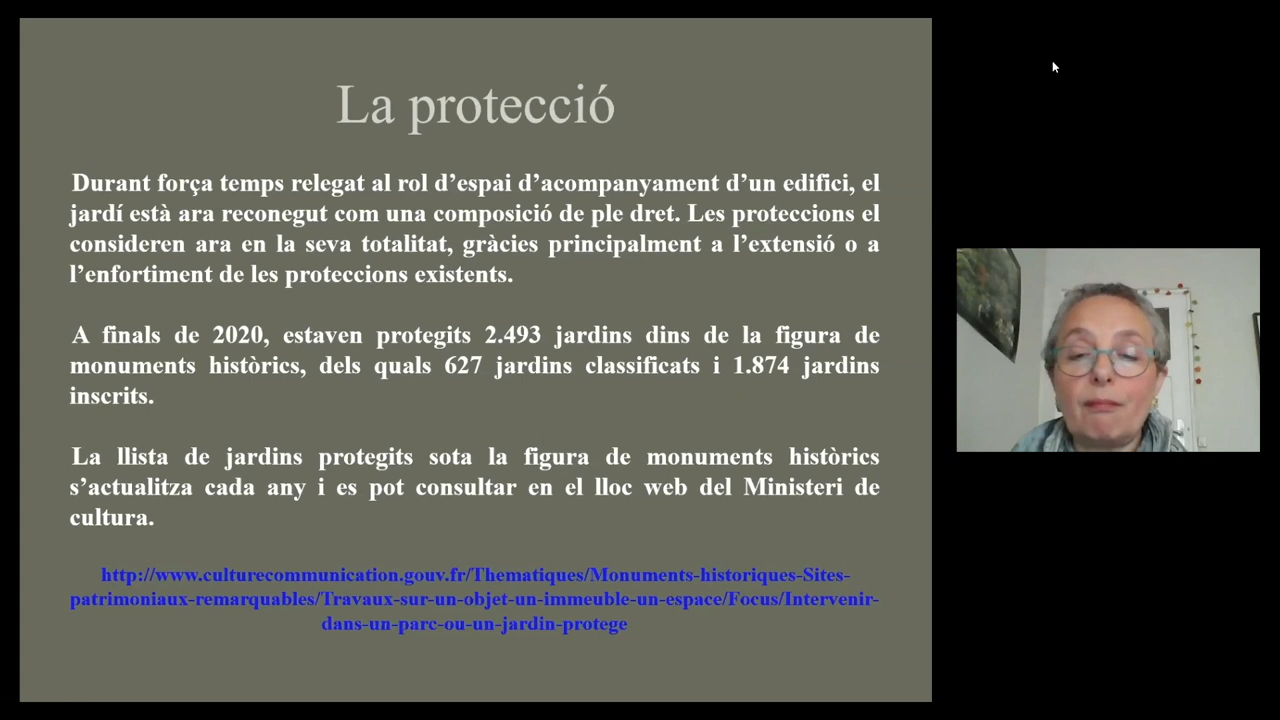 La protecció
Durant força temps relegat al rol d’espai d’acompanyament d’un edifici, el
jardí està ara reconegut com una composició de ple dret. Les proteccions el
consideren ara en la seva totalitat, gràcies principalment a l’extensió o a
l’enfortiment de les proteccions existents.
A finals de 2020, estaven protegits 2.493 jardins dins de la figura de
monuments històrics, dels quals 627 jardins classificats i 1.874 jardins
inscrits.
La llista de jardins protegits sota la figura de monuments històrics
s’actualitza cada any i es pot consultar en el lloc web del Ministeri de
cultura.
http://www.culturecommunication.gouv.fr/Thematiques/Monuments-historiques-Sites-
patrimoniaux-remarquables/Travaux-sur-un-objet-un-immeuble-un-espace/Focus/Intervenir-
dans-un-parc-ou-un-jardin-protege